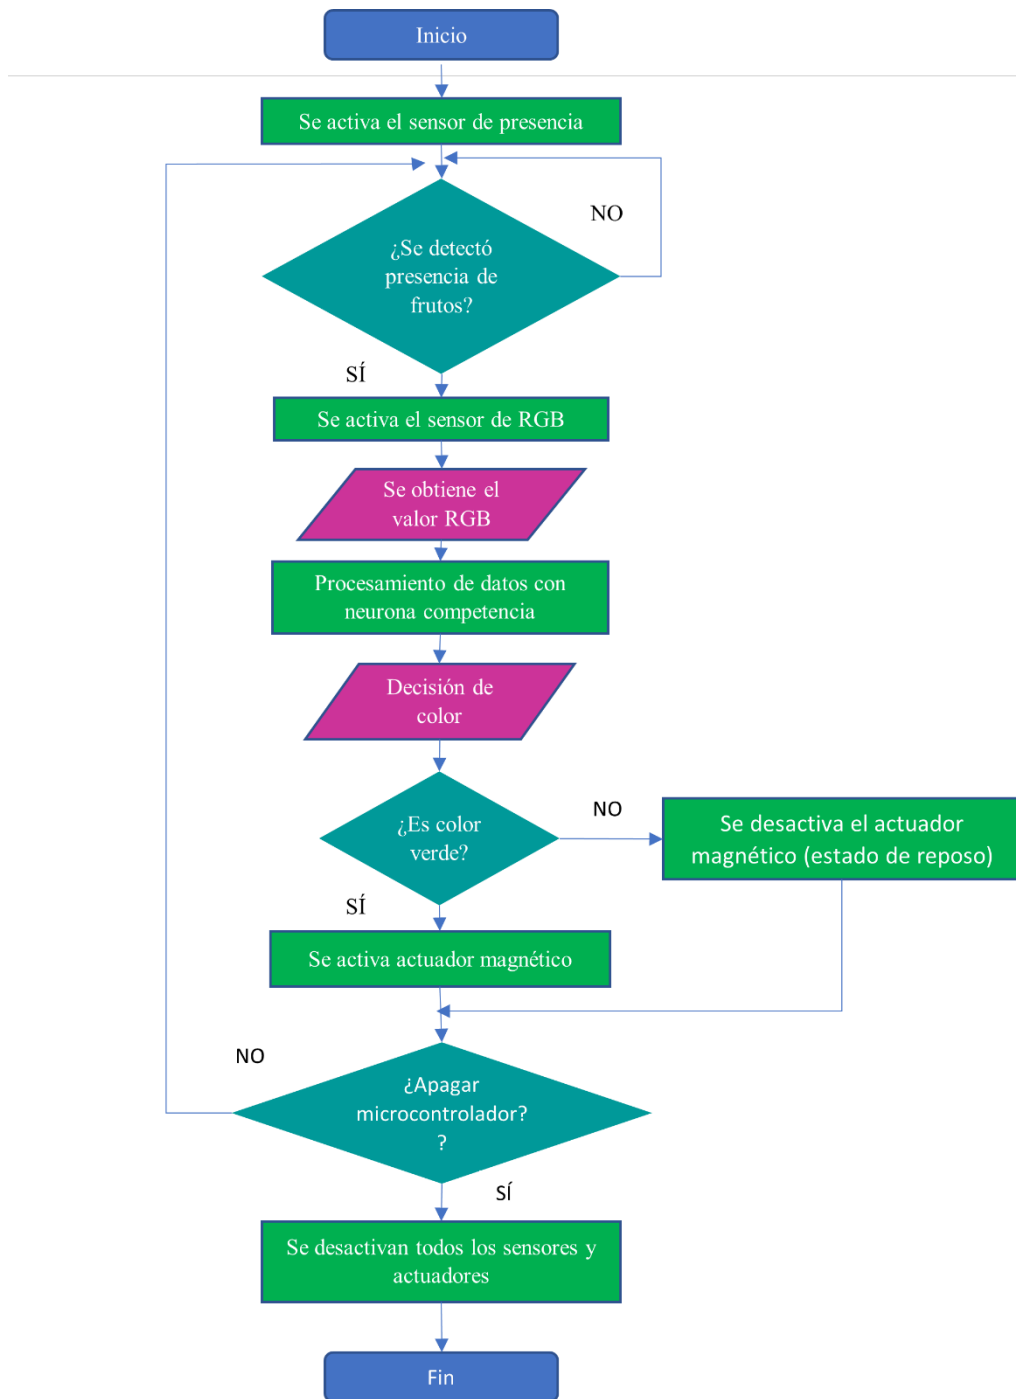 Inicio
Se activa el sensor de presencia
NO
¿Se detectó
presencia de
frutos?
SÍ
Se activa el sensor de RGB
Se obtiene el
valor RGB
Procesamiento de datos con
neurona competencia
Decisión de
color
¿Es color
verde?
NO
Se desactiva el actuador
magnético (estado de reposo)
SÍ
Se activa actuador magnético
NO
¿Apagar
microcontrolador?
?
SÍ
Se desactivan todos los sensores y
actuadores
Fin